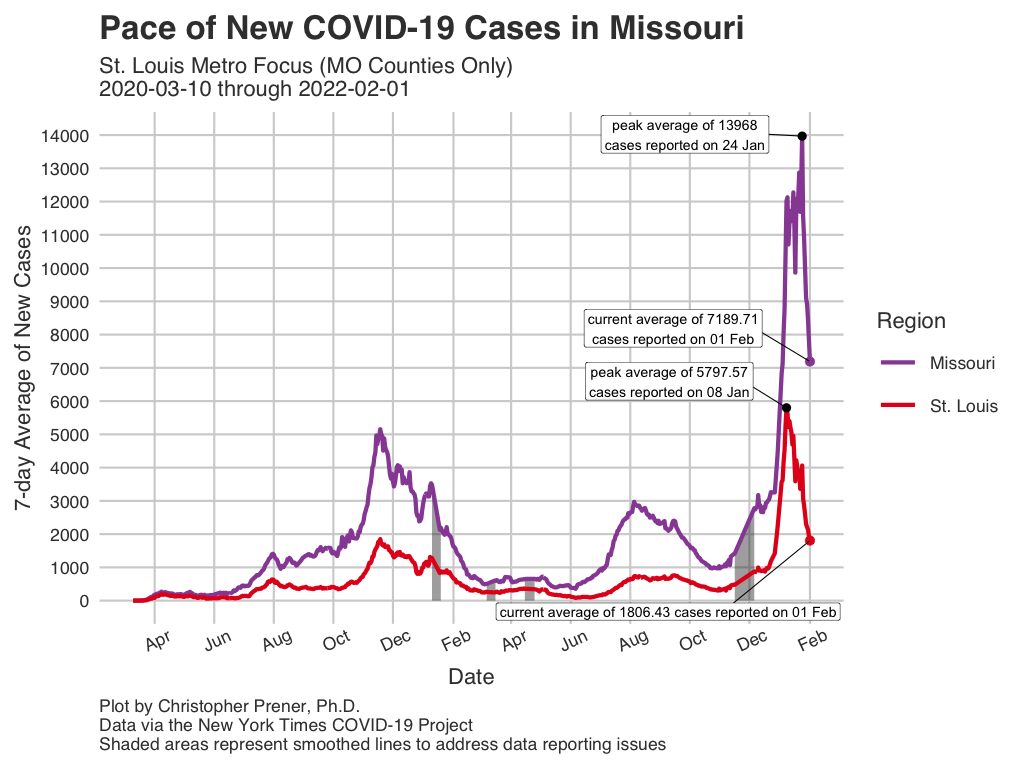 Pace of New COVID-19 Cases in Missouri
St. Louis Metro Focus (MO Counties Only)
2020-03-10 through 2022-02-01
7-day Average of New Cases
14000
13000
12000
11000
10000
9000
8000
7000
6000
5000
4000
3000
2000
1000
0
peak average of 13968
cases reported on 24 Jan
current average of 7189.71
cases reported on 01 Feb
peak average of 5797.57
cases reported on 08 Jan
current average of 1806.43 cases reported on 01 Feb
Apr Jun Aug Oct Dec Feb Apr Jun Aug Oct Dec Feb
Date
Region
Missouri
St. Louis
Plot by Christopher Prener, Ph.D.
Data via the New York Times COVID-19 Project
Shaded areas represent smoothed lines to address data reporting issues